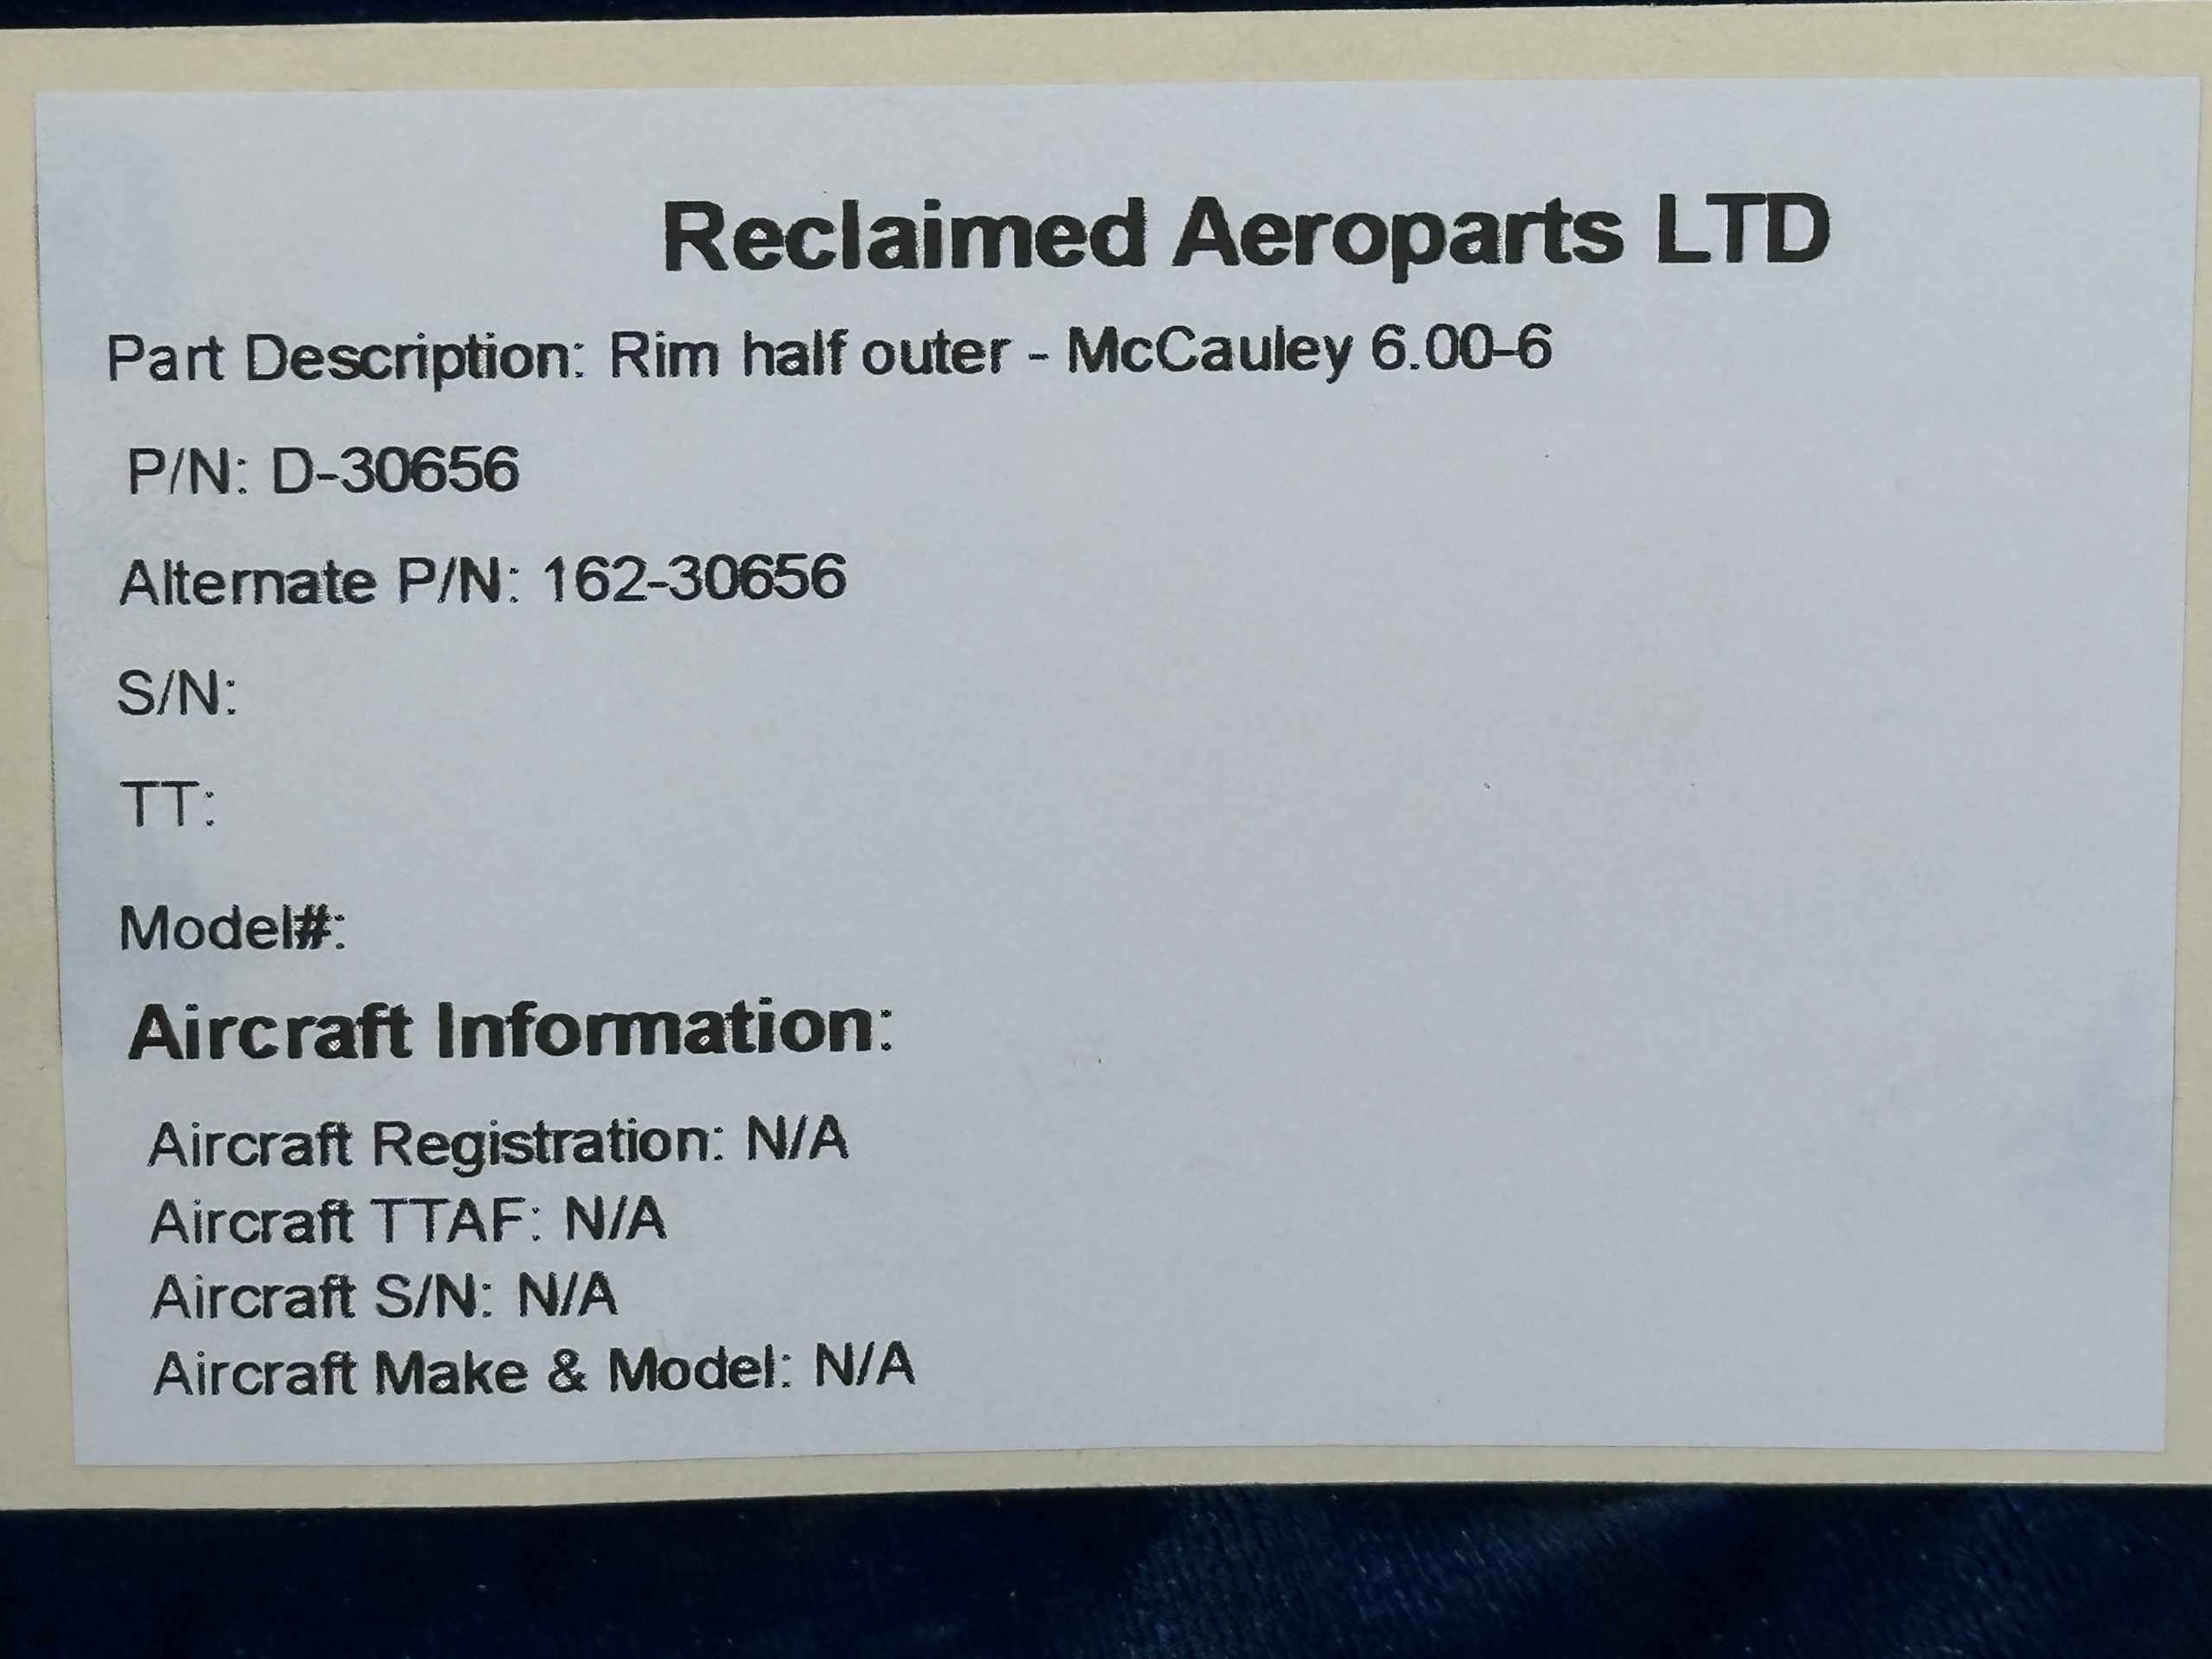 Reclaimed Aeroparts LTD
Part Description: Rim half outer - McCauley 6.00-6
P/N: D-30656
Alternate P/N: 162-30656
S/N:
TT:
Model#:
Aircraft Information:
Aircraft Registration: N/A
Aircraft TTAF: N/A
Aircraft S/N: N/A
Aircraft Make & Model: N/A